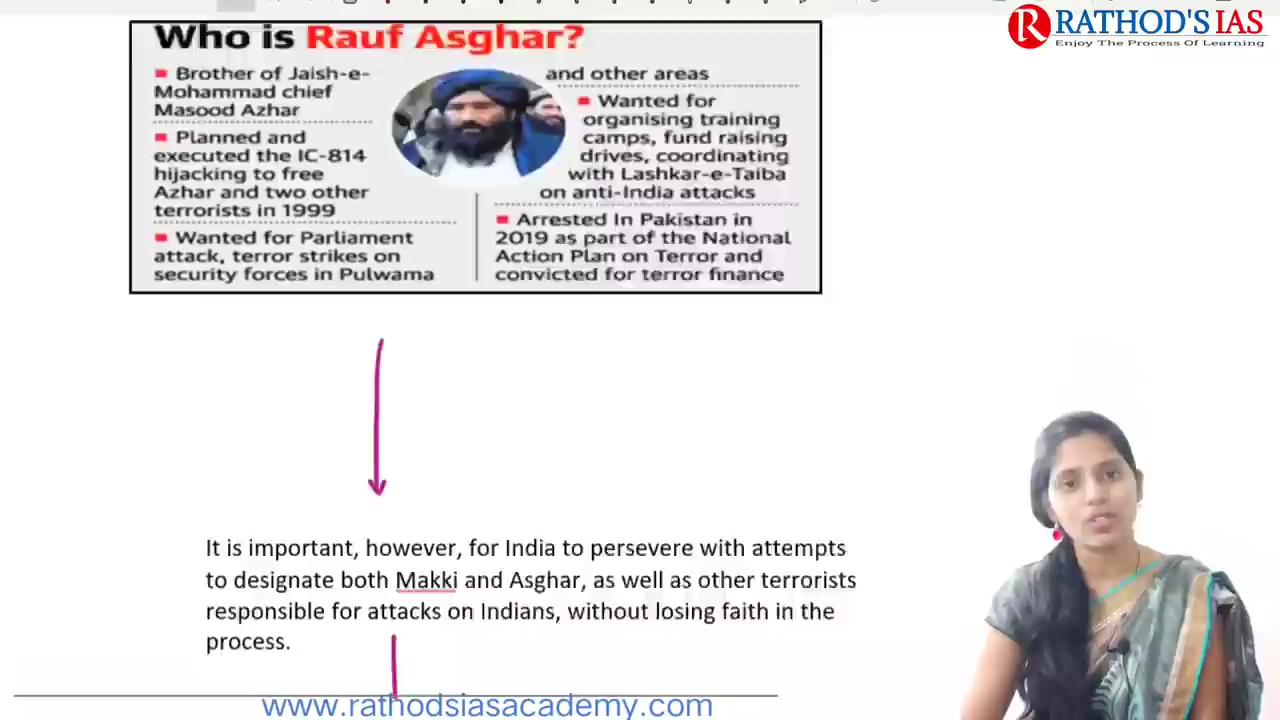 RATHOD'S IAS
Enjoy The Process Of Learning
Who is Rauf Asghar?
▪ Brother of Jaish-e-
Mohammad chief
Masood Azhar
▪ Planned and
executed the IC-814
hijacking to free
Azhar and two other
terrorists in 1999
▪ Wanted for Parliament
attack, terror strikes on
security forces in Pulwama
and other areas
▪ Wanted for
organising training
camps, fund raising
drives, coordinating
with Lashkar-e-Taiba
on anti-India attacks
▪ Arrested In Pakistan in
2019 as part of the National
Action Plan on Terror and
convicted for terror finance
It is important, however, for India to persevere with attempts
to designate both Makki and Asghar, as well as other terrorists
responsible for attacks on Indians, without losing faith in the
process.
www.rathodsiasacademy.com